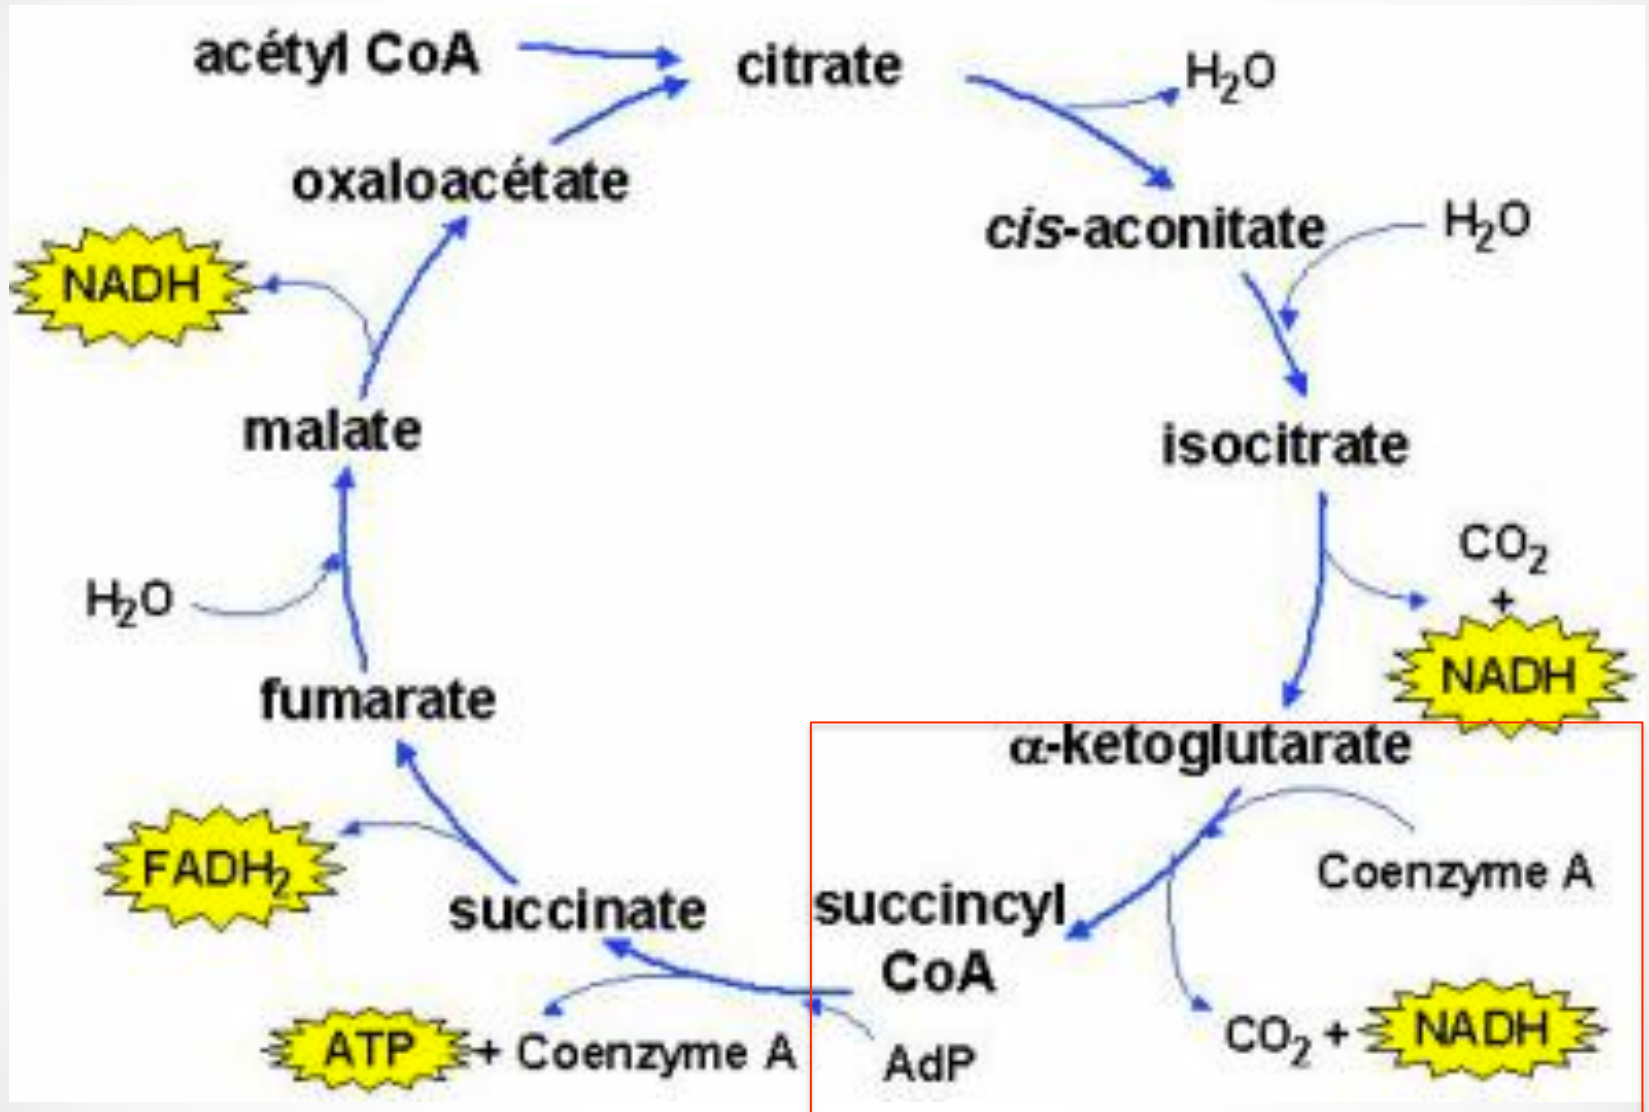 acétyl CoA
citrate
H₂O
oxaloacétate
cis-aconitate
H₂O
NADH
malate
isocitrate
CO₂
+
NADH
H₂O
fumarate
α-ketoglutarate
Coenzyme A
FADH₂
succinate
succincyl
CoA
ATP + Coenzyme A
AdP
CO₂ + NADH